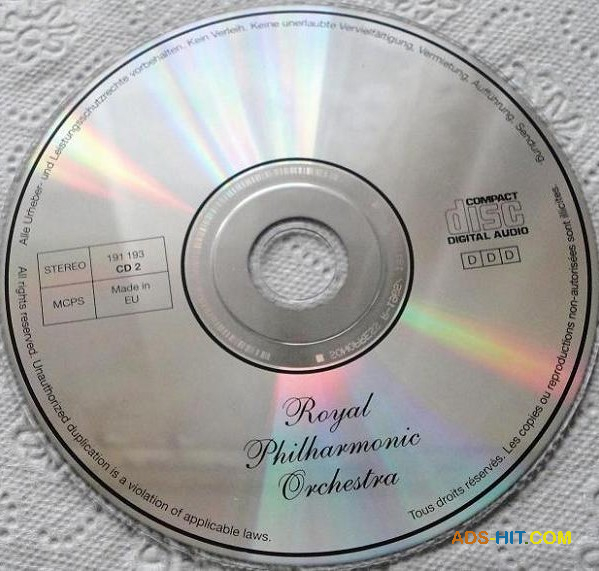 Alle Urheber- und Leistungsschutzrechte vorbehalten. Kein Verleih. Keine unerlaubte Vervielfältigung, Vermietung, Aufführung, Sendung.
STEREO
191 193
CD 2
MCPS
Made in
EU
COMPACT
disc
DIGITAL AUDIO
D D D
Royal
Philharmonic
Orchestra
All rights reserved. Unauthorized duplication is a violation of applicable laws.
Tous droits réservés. Les copies ou reproductions non-autorisées sont illicites.
ADS-HIT.COM